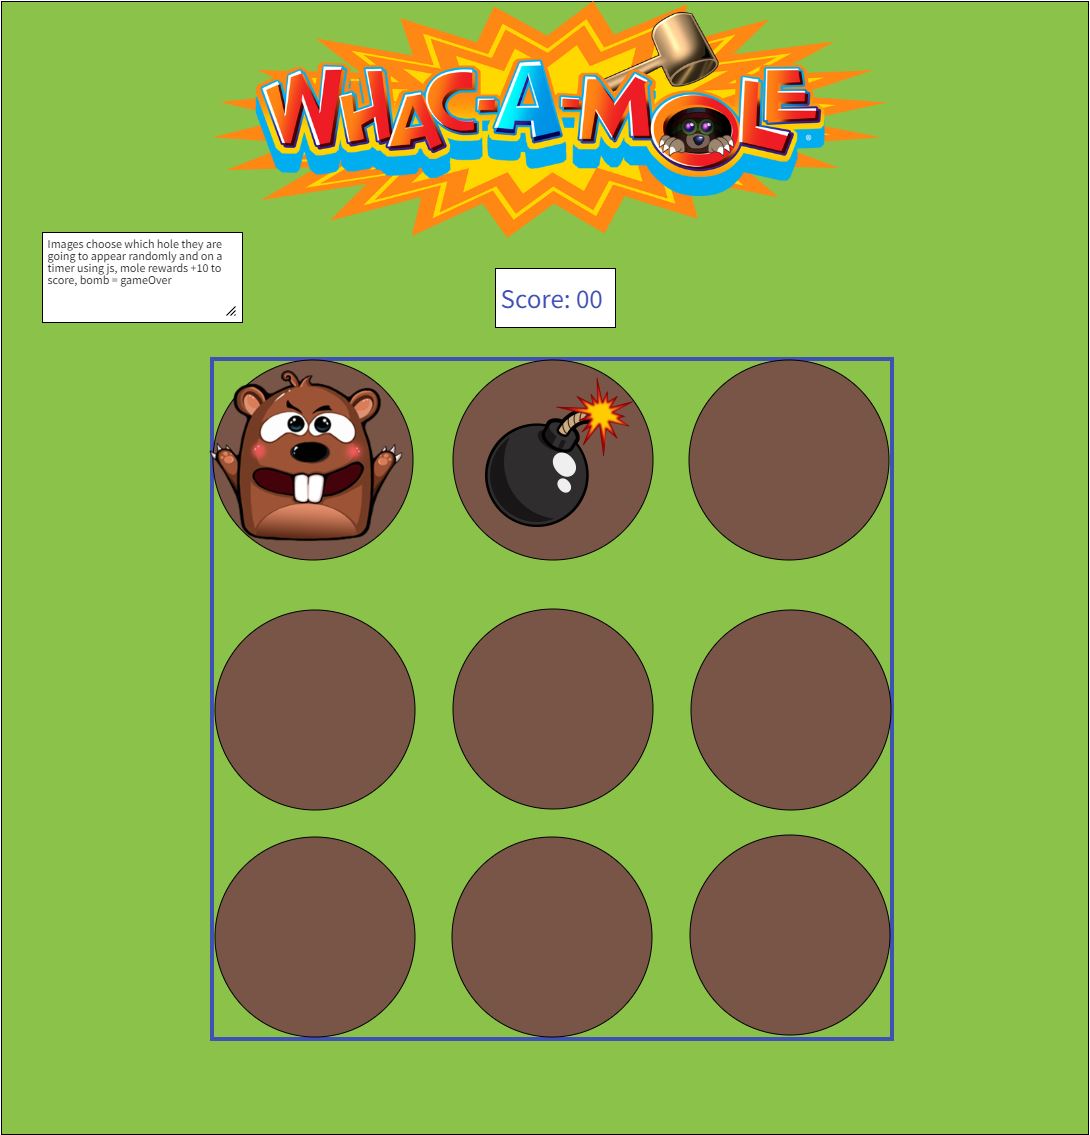 WHAC-A-MOLE
®
Images choose which hole they are
going to appear randomly and on a
timer using js, mole rewards +10 to
score, bomb = gameOver
Score: 00